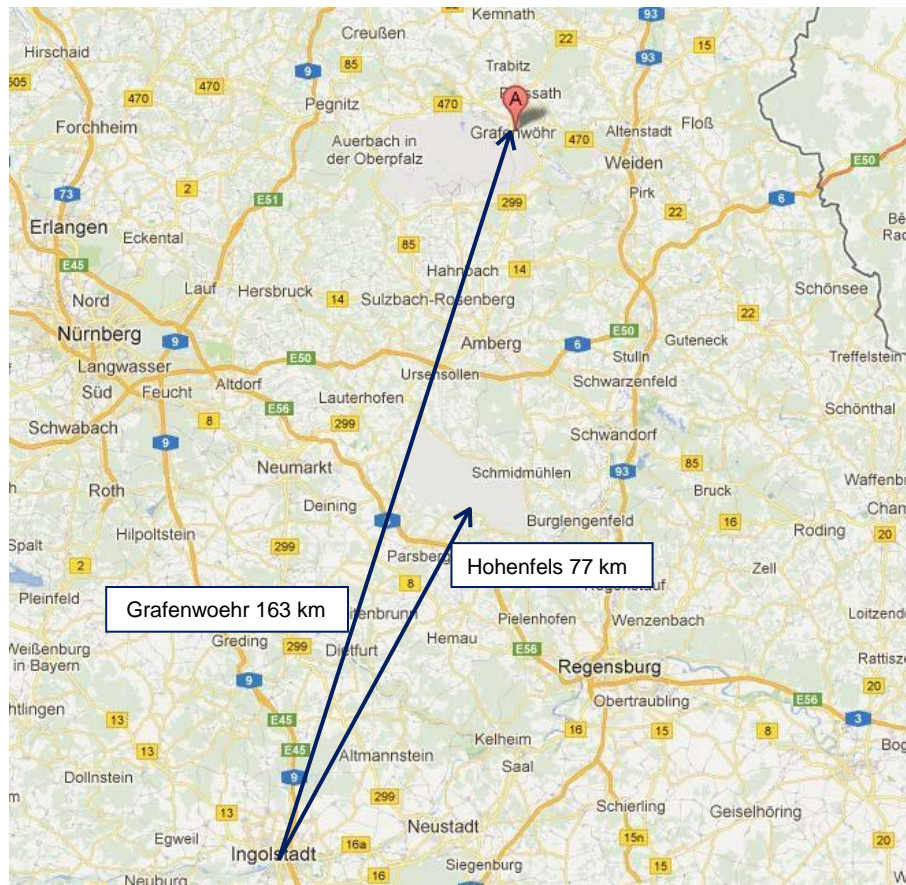 Kemnath
93
Creußen
22
15
Hirschaid
85
9
93
Trabitz
505
470
470
Pegnitz
A
470
Forchheim
Grafenwöhr
470
Altenstadt
Floß
Auerbach in
der Oberpfalz
Weiden
E50
2
73
E51
299
Pirk
22
6
Erlangen
Eckental
85
E45
Hahnbach
14
Nord
Lauf
Hersbruck
14
Sulzbach-Rosenberg
Schönsee
22
Nürnberg
9
Amberg
6
E50
Guteneck
E50
Stulln
Treffelstein
Langwasser
Ursensollen
Süd
Feucht
Altdorf
E56
Lauterhofen
Schwarzenfeld
8
299
Schönthal
Schwabach
9
Schwandorf
Neumarkt
Schmidmühlen
93
85
Roth
Bruck
Deining
Hilpoltstein
Burglengenfeld
16
Roding
20
Spalt
299
Parsberg
2
Hohenfels 77 km
Zell
8
Pleinfeld
Grafenwoehr 163 km
Pielenhofen
Wenzenbach
Greding
299
Dietfurt
Hemau
E56
Weißenburg
in Bayern
Regensburg
9
E56
20
Obertraubling
13
E45
16
15
8
3
13
E45
Kelheim
9
Altmannstein
Saal
Dollnstein
299
13
Schierling
Geiselhöring
Neustadt
Egweil
16a
15n
20
Ingolstadt
Siegenburg
15
Neuburg
16